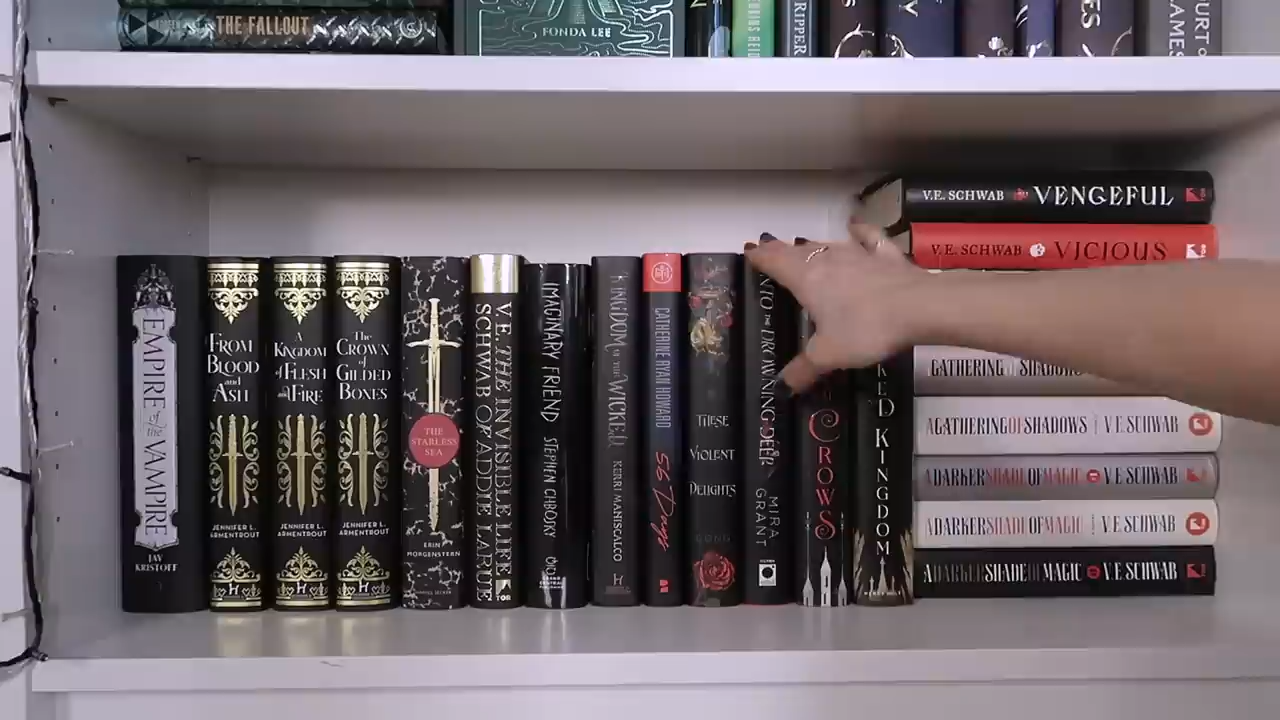 THE FALLOUT
FONDA LEE
RIPPER
V.E. SCHWAB VENGEFUL
V.E. SCHWAB VICIOUS
EMPIRE of the VAMPIRE
JAY
KRISTOFF
FROM
BLOOD
and
ASH
JENNIFER L.
ARMENTROUT
H
A
KINGDOM
of FLESH
and FIRE
JENNIFER L.
ARMENTROUT
H
The
CROWN
of
GILDED
BONES
JENNIFER L.
ARMENTROUT
H
THE
STARLESS
SEA
ERIN
MORGENSTERN
V.E. THE INVISIBLE LIFE
SCHWAB OF ADDIE LARUE
TOR
IMAGINARY FRIEND STEPHEN CHBOSKY
KINGDOM OF THE WICKED KERRI MANISCALCO
CATHERINE RYAN HOWARD
56 Days
THESE
VIOLENT
DELIGHTS
GONG
INTO THE DROWNING DEEP
MIRA
GRANT
CROWS
KINGDOM
GATHERING OF SHADOWS
A GATHERING OF SHADOWS V.E. SCHWAB
A DARKER SHADE OF MAGIC V.E. SCHWAB
A DARKER SHADE OF MAGIC V.E. SCHWAB
A DARKER SHADE OF MAGIC V.E. SCHWAB